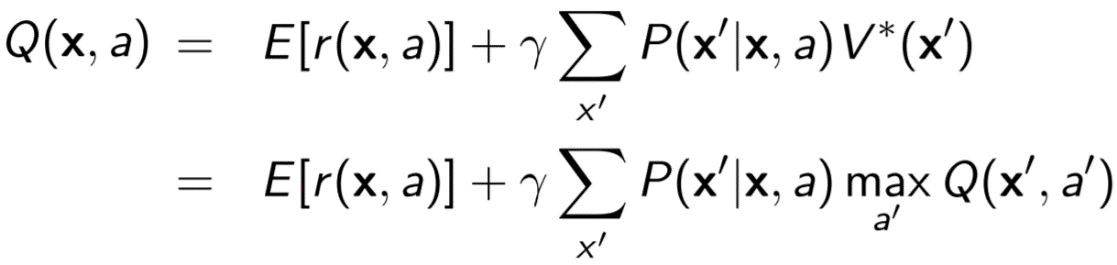 Q(x, a) = E[r(x, a)] + γ ∑_{x′} P(x′|x, a) V*(x′)
= E[r(x, a)] + γ ∑_{x′} P(x′|x, a) max_{a′} Q(x′, a′)